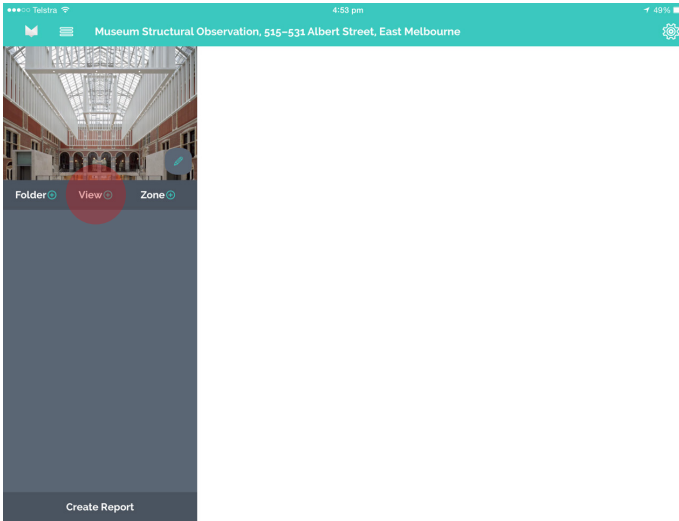 Telstra
4:53 pm
49%
Museum Structural Observation, 515–531 Albert Street, East Melbourne
Folder
View
Zone
Create Report